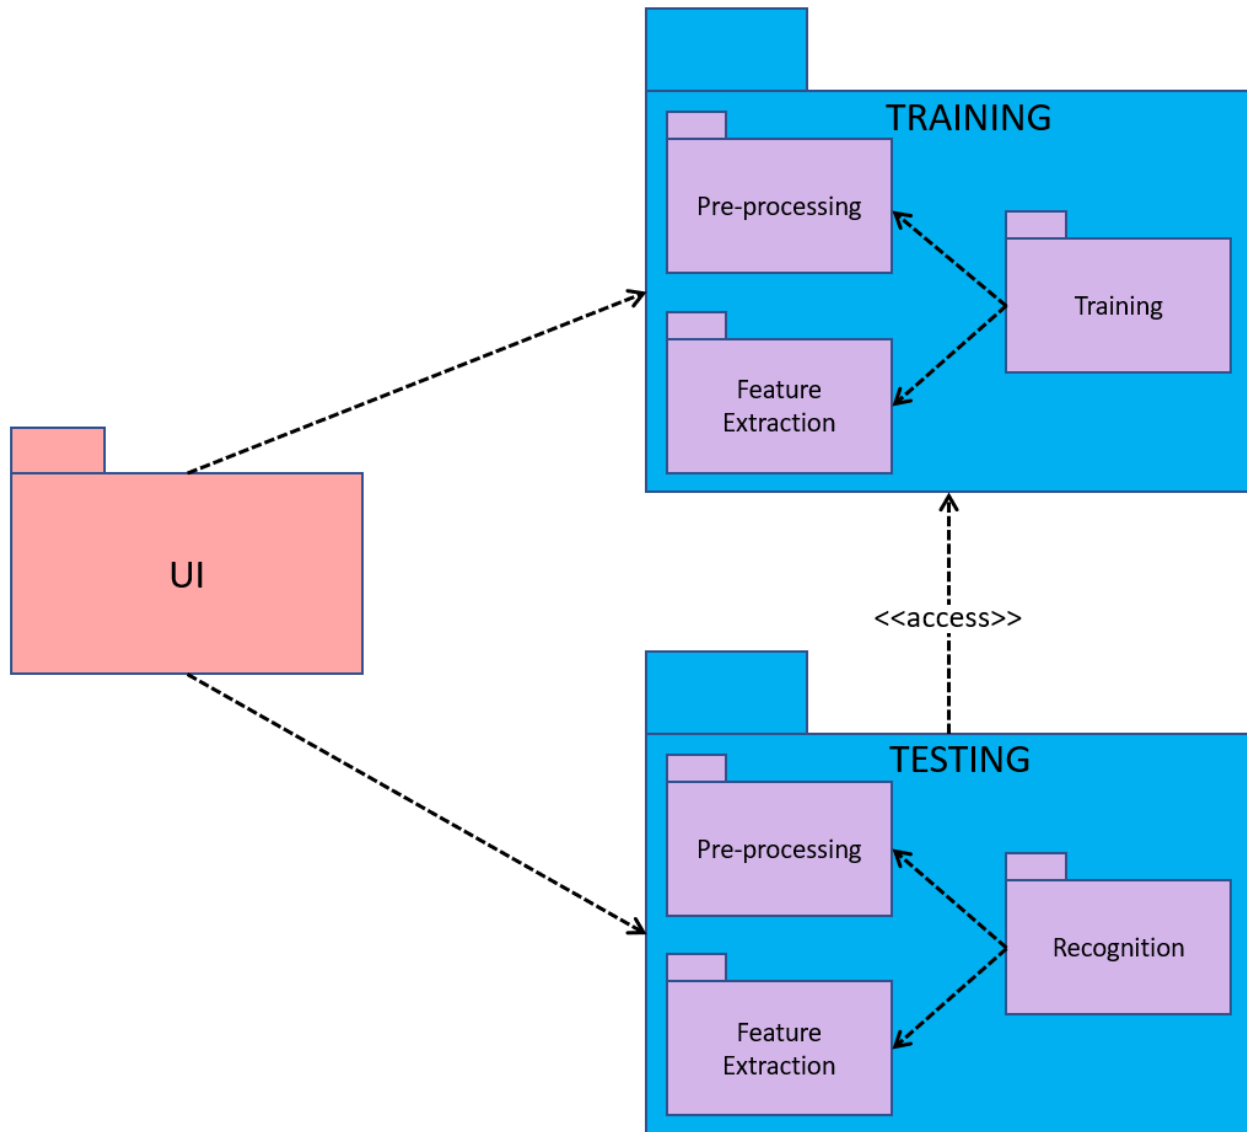 TRAINING
Pre-processing
Training
Feature
Extraction
UI
<<access>>
TESTING
Pre-processing
Recognition
Feature
Extraction